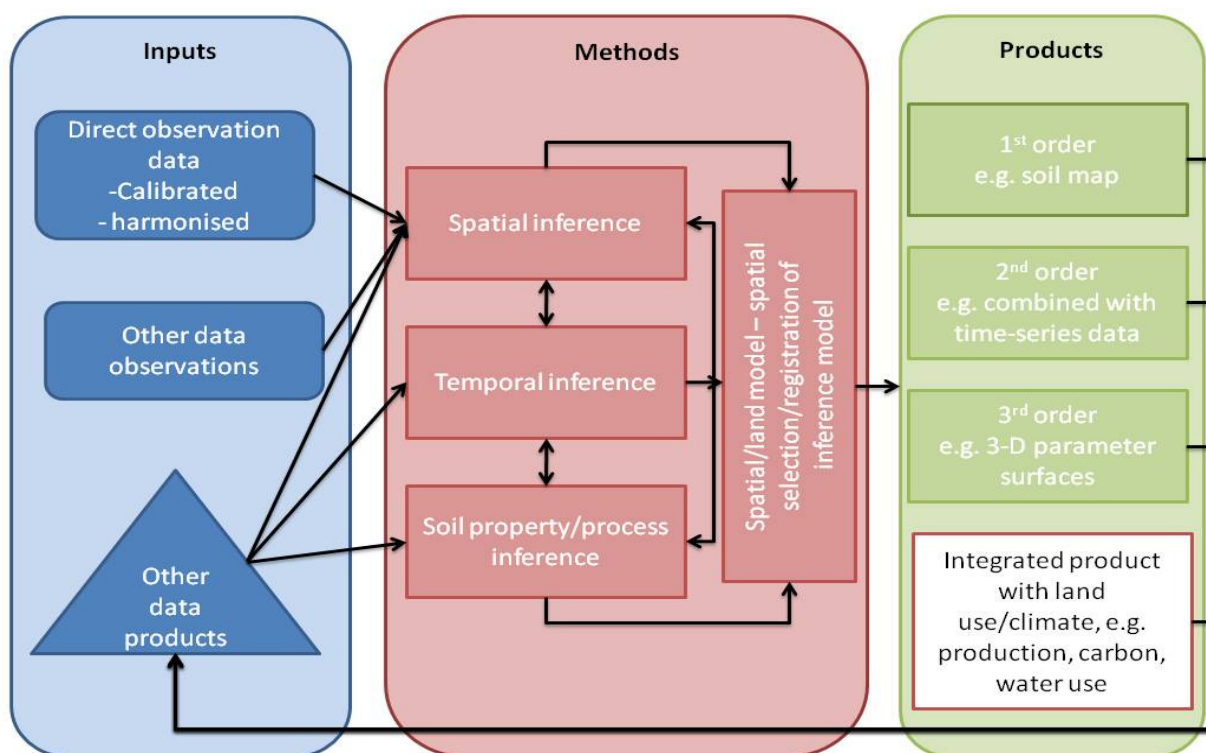 Inputs
Direct observation
data
-Calibrated
- harmonised
Other data
observations
Other
data
products
Methods
Spatial inference
Temporal inference
Soil property/process
inference
Spatial/land model – spatial
selection/registration of
inference model
Products
1st order
e.g. soil map
2nd order
e.g. combined with
time-series data
3rd order
e.g. 3-D parameter
surfaces
Integrated product
with land
use/climate, e.g.
production, carbon,
water use